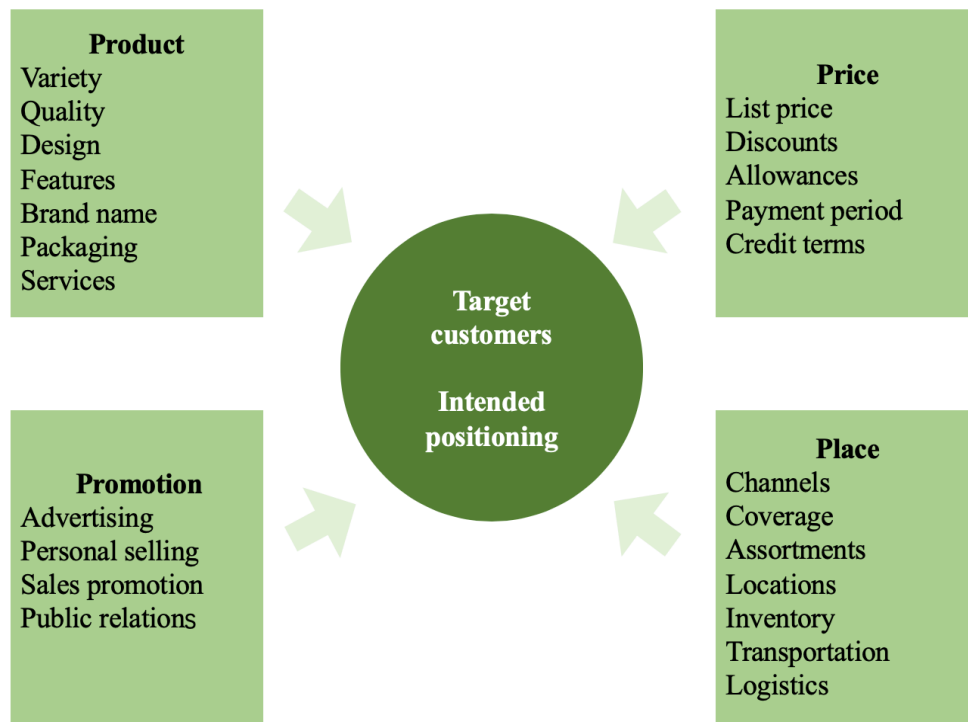 Product
Variety
Quality
Design
Features
Brand name
Packaging
Services
Price
List price
Discounts
Allowances
Payment period
Credit terms
Target
customers
Intended
positioning
Promotion
Advertising
Personal selling
Sales promotion
Public relations
Place
Channels
Coverage
Assortments
Locations
Inventory
Transportation
Logistics